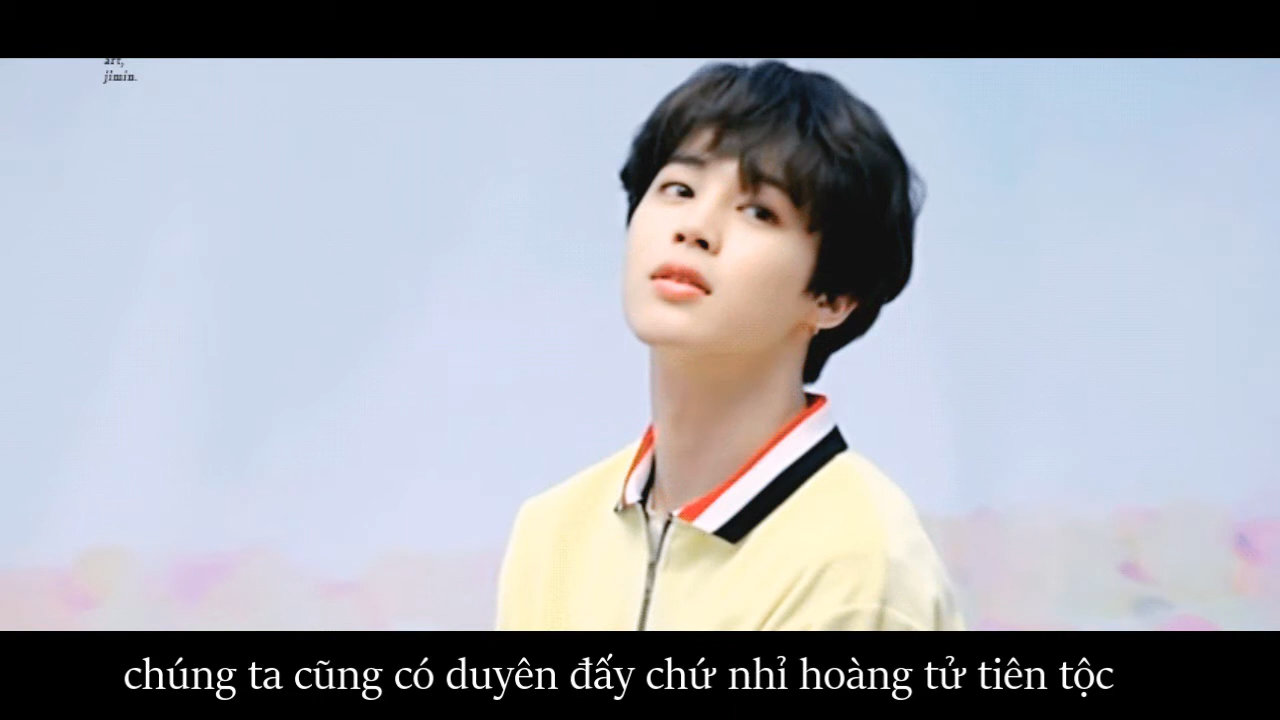 art,
jimin.
chúng ta cũng có duyên đấy chứ nhỉ hoàng tử tiên tộc